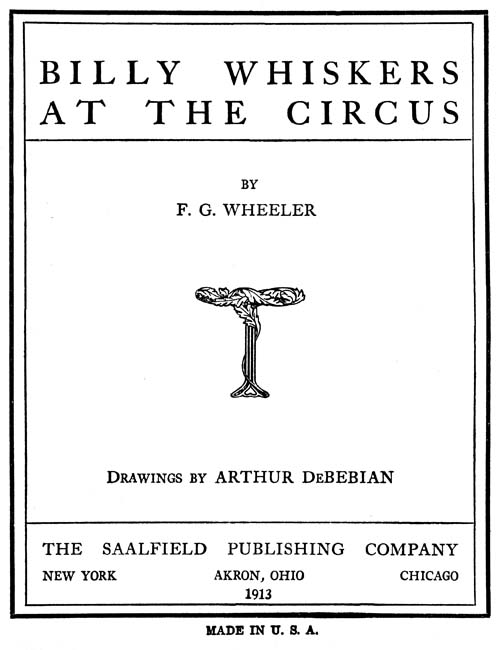 BILLY WHISKERS
AT THE CIRCUS
BY
F. G. WHEELER
DRAWINGS BY ARTHUR DEBEBIAN
THE SAALFIELD PUBLISHING COMPANY
NEW YORK AKRON, OHIO CHICAGO
1913
MADE IN U. S. A.